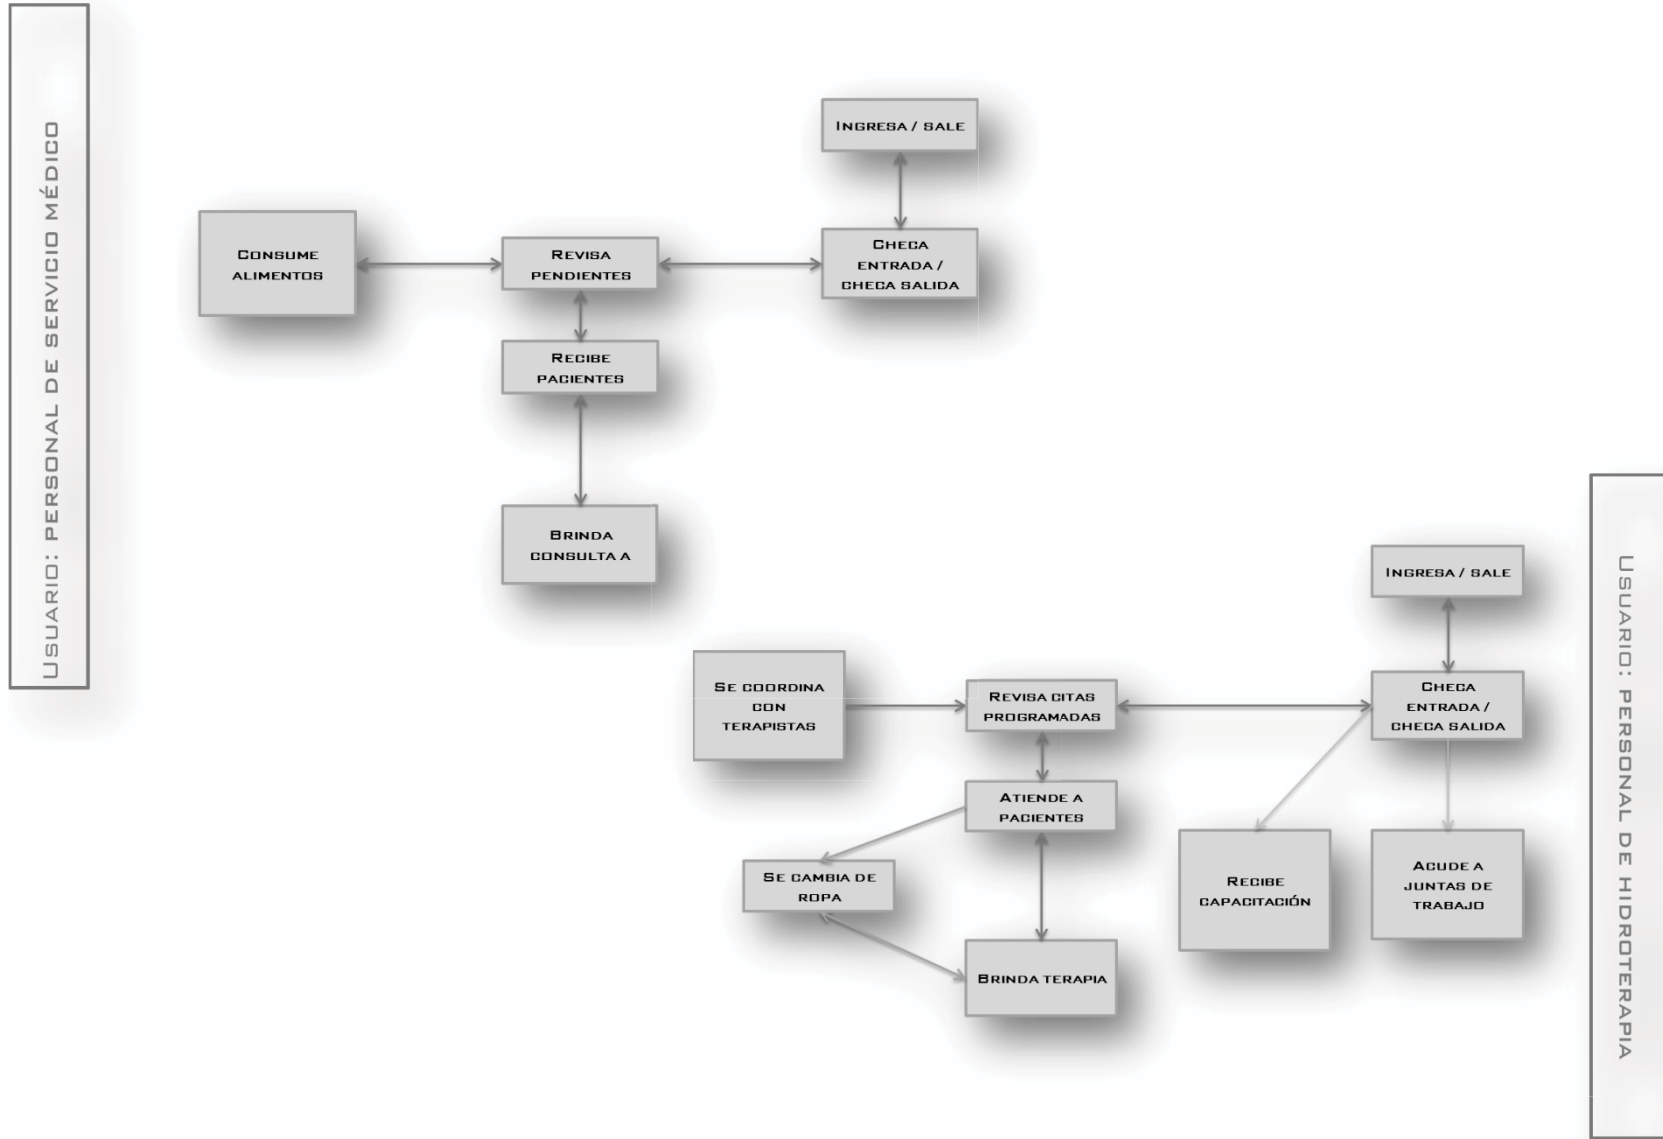 Usuario: personal de servicio médico
Ingresa / sale
Consume
alimentos
Revisa
pendientes
Checa
entrada /
checa salida
Recibe
pacientes
Brinda
consulta a
Usuario: personal de hidroterapia
Ingresa / sale
Se coordina
con
terapistas
Revisa citas
programadas
Checa
entrada /
checa salida
Atiende a
pacientes
Se cambia de
ropa
Recibe
capacitación
Acude a
juntas de
trabajo
Brinda terapia